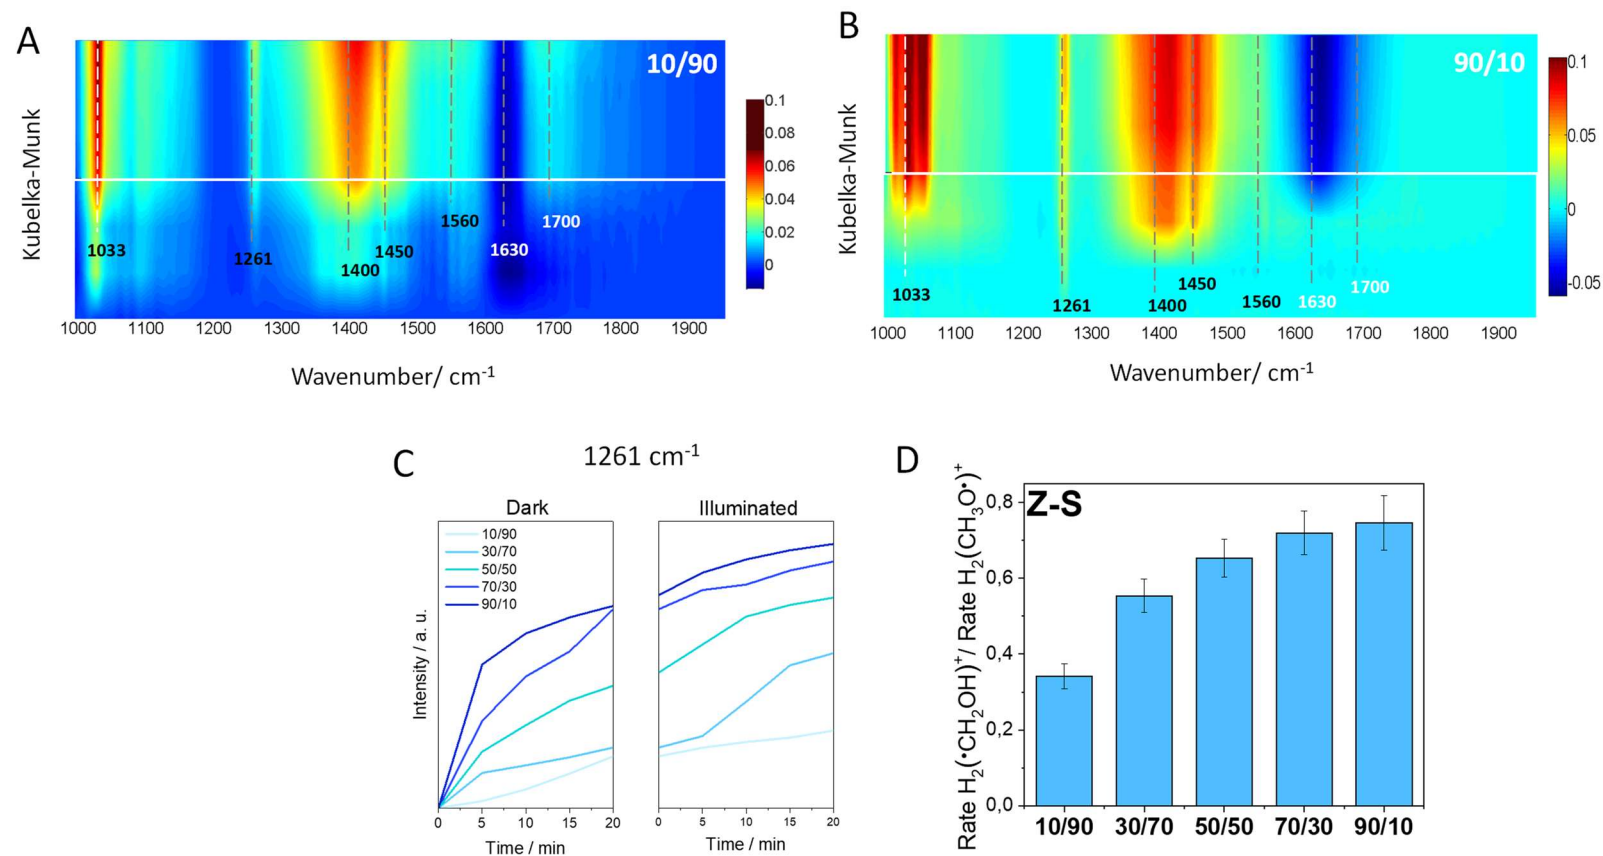 A
10/90
Kubelka-Munk
1033
1261
1400
1450
1560
1630
1700
0.1
0.08
0.06
0.04
0.02
0
1000 1100 1200 1300 1400 1500 1600 1700 1800 1900
Wavenumber/ cm-1
B
90/10
Kubelka-Munk
1033
1261
1400
1450
1560
1630
1700
0.1
0.05
0
-0.05
1000 1100 1200 1300 1400 1500 1600 1700 1800 1900
Wavenumber/ cm-1
C
1261 cm-1
Dark
Illuminated
10/90
30/70
50/50
70/30
90/10
Intensity / a. u.
0 5 10 15 20
0 5 10 15 20
Time / min
Time / min
D
Z-S
Rate H2(•CH2OH)+/ Rate H2(CH3O•)+
0,8
0,6
0,4
0,2
0,0
10/90 30/70 50/50 70/30 90/10